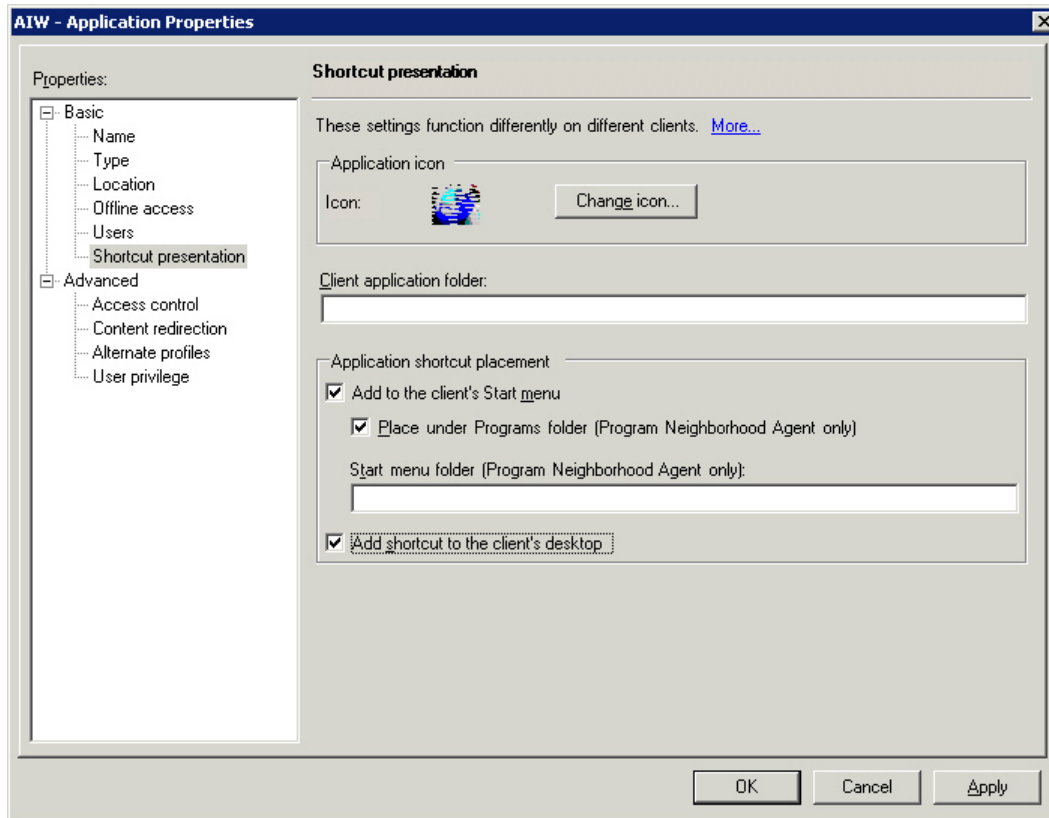 AIW - Application Properties
Properties:
Basic
Name
Type
Location
Offline access
Users
Shortcut presentation
Advanced
Access control
Content redirection
Alternate profiles
User privilege
Shortcut presentation
These settings function differently on different clients. More...
Application icon
Icon: Change icon...
Client application folder:
Application shortcut placement
Add to the client's Start menu
Place under Programs folder (Program Neighborhood Agent only)
Start menu folder (Program Neighborhood Agent only):
Add shortcut to the client's desktop
OK Cancel Apply